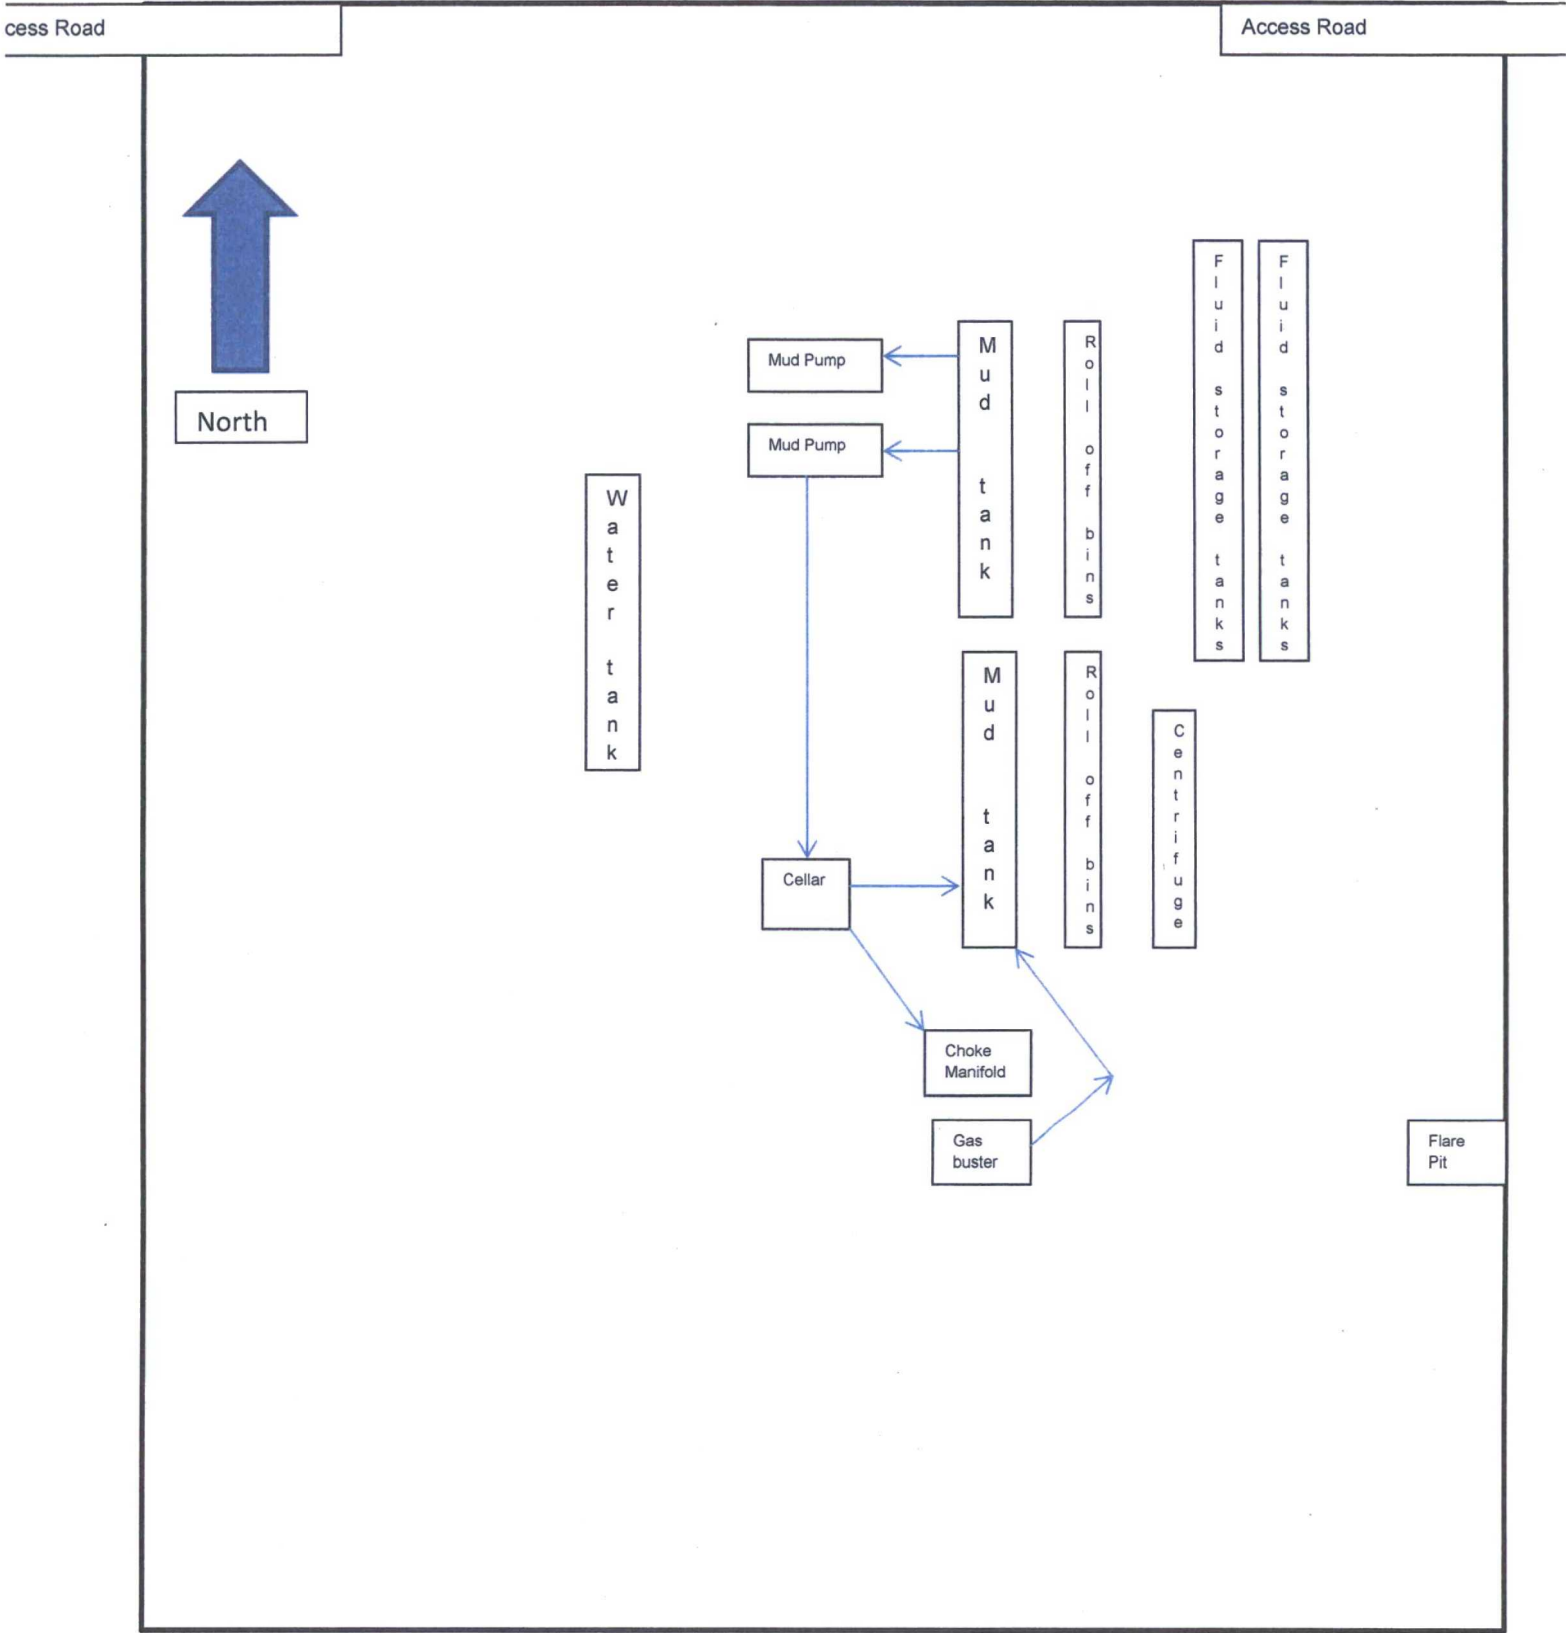 cess Road
Access Road
North
Mud Pump
Mud Pump
Water tank
Mud tank
Roll off bins
Fluid storage tanks
Fluid storage tanks
Mud tank
Roll off bins
Centrifuge
Cellar
Choke
Manifold
Gas
buster
Flare
Pit